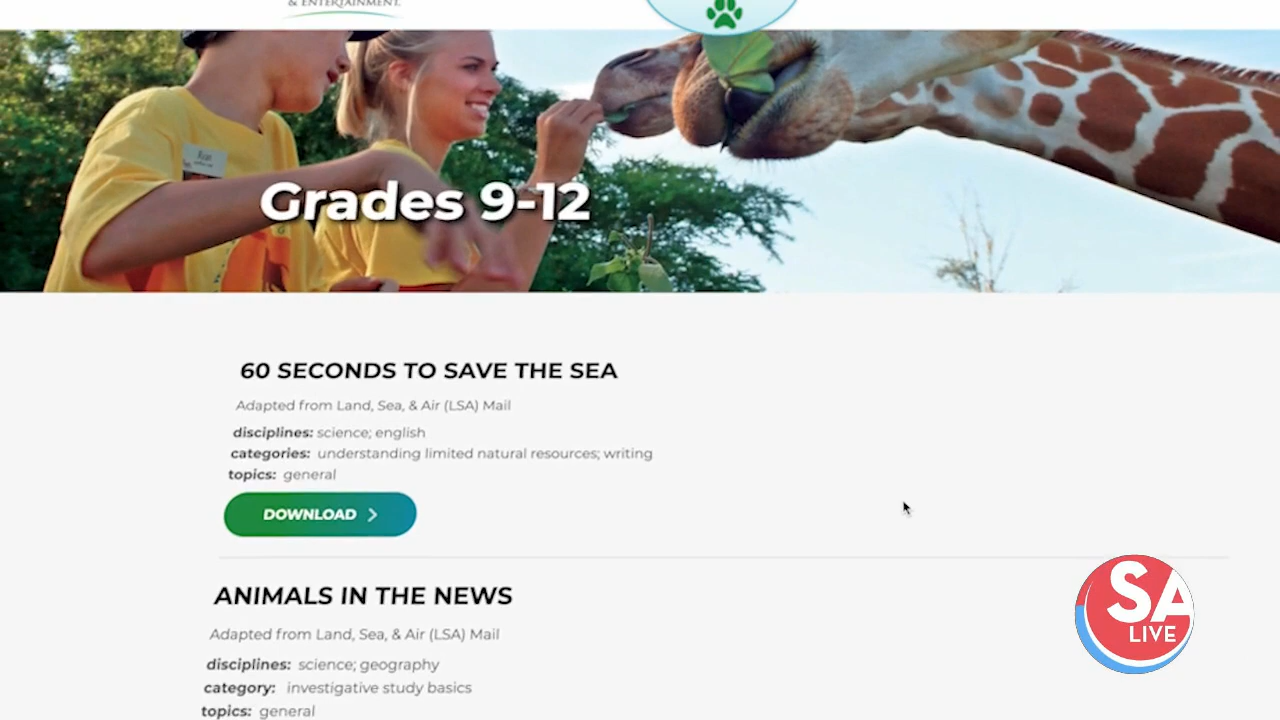 & ENTERTAINMENT.
Grades 9-12
60 SECONDS TO SAVE THE SEA
Adapted from Land, Sea, & Air (LSA) Mail
disciplines: science; english
categories: understanding limited natural resources; writing
topics: general
DOWNLOAD
ANIMALS IN THE NEWS
Adapted from Land, Sea, & Air (LSA) Mail
disciplines: science; geography
category: investigative study basics
topics: general
SA
LIVE